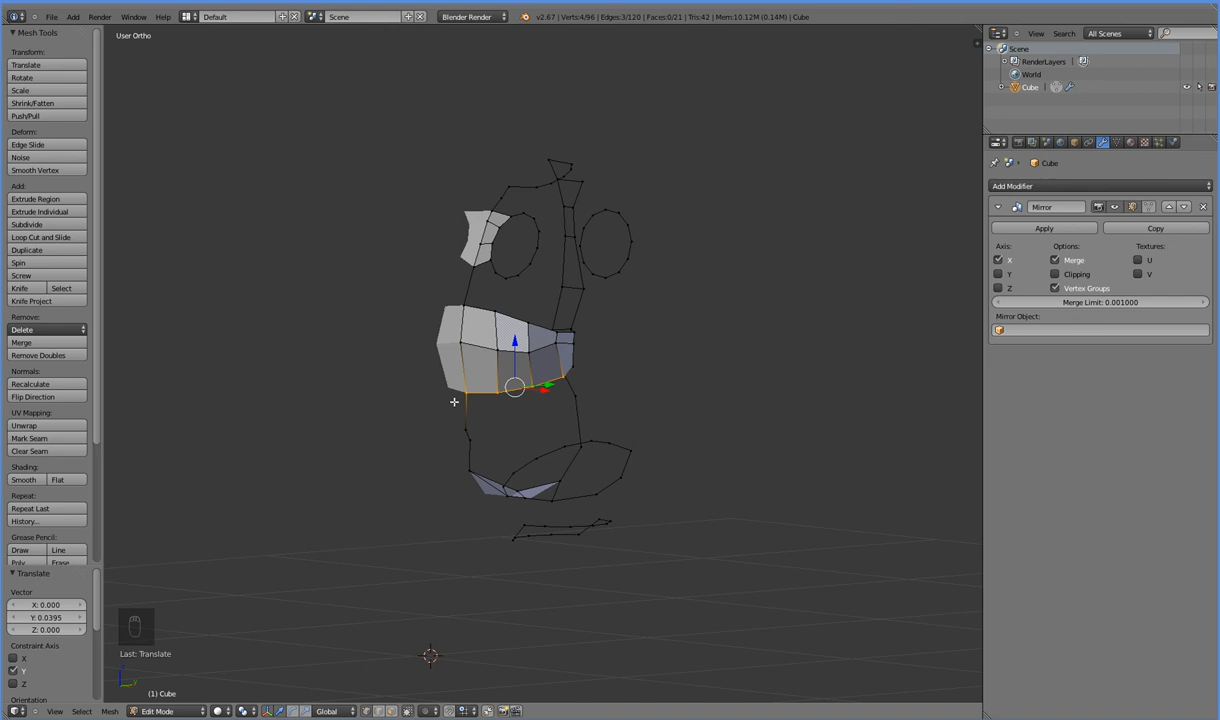 File Add Render Window Help Default Scene Blender Render v2.67 | Verts:4/96 | Edges:3/120 | Faces:0/21 | Tris:42 | Mem:10.12M (0.14M) | Cube
Mesh Tools
User Ortho
View Search All Scenes
Transform:
Translate
Rotate
Scale
Shrink/Fatten
Push/Pull
Deform:
Edge Slide
Noise
Smooth Vertex
Add:
Extrude Region
Extrude Individual
Subdivide
Loop Cut and Slide
Duplicate
Spin
Screw
Knife Select
Knife Project
Remove:
Delete
Merge
Remove Doubles
Normals:
Recalculate
Flip Direction
UV Mapping:
Unwrap
Mark Seam
Clear Seam
Shading:
Smooth Flat
Repeat:
Repeat Last
History...
Grease Pencil:
Draw Line
Poly Erase
Translate
Vector
X: 0.000
Y: 0.0395
Z: 0.000
Constraint Axis
X
Y
Z
Orientation
Last: Translate
(1) Cube
View Select Mesh Edit Mode Global
Scene
RenderLayers |
World
Cube |
Cube
Add Modifier
Mirror
Apply Copy
Axis: Options: Textures:
X Merge U
Y Clipping V
Z Vertex Groups
Merge Limit: 0.001000
Mirror Object: